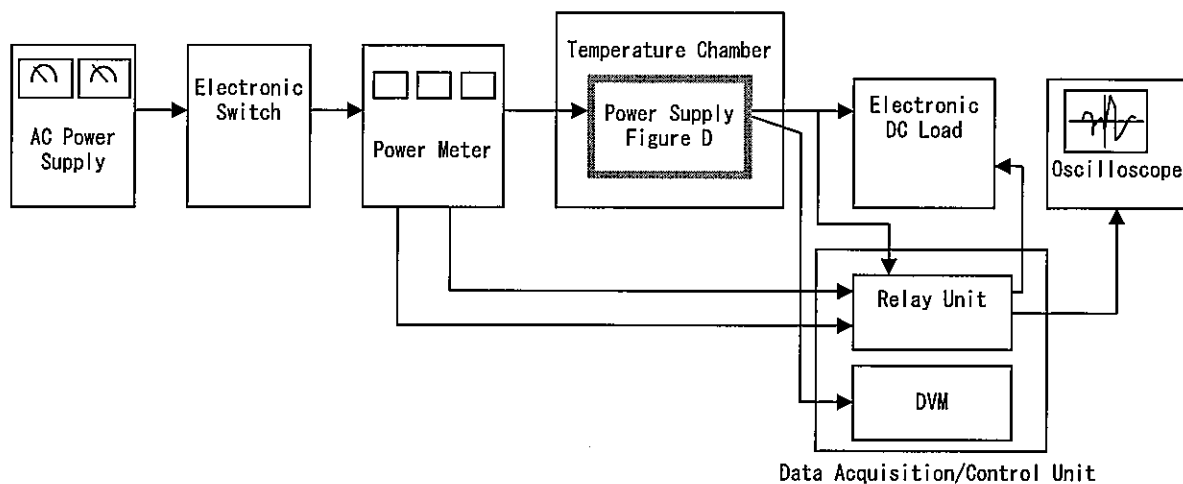 AC Power
Supply
Electronic
Switch
Power Meter
Temperature Chamber
Power Supply
Figure D
Electronic
DC Load
Oscilloscope
Relay Unit
DVM
Data Acquisition/Control Unit